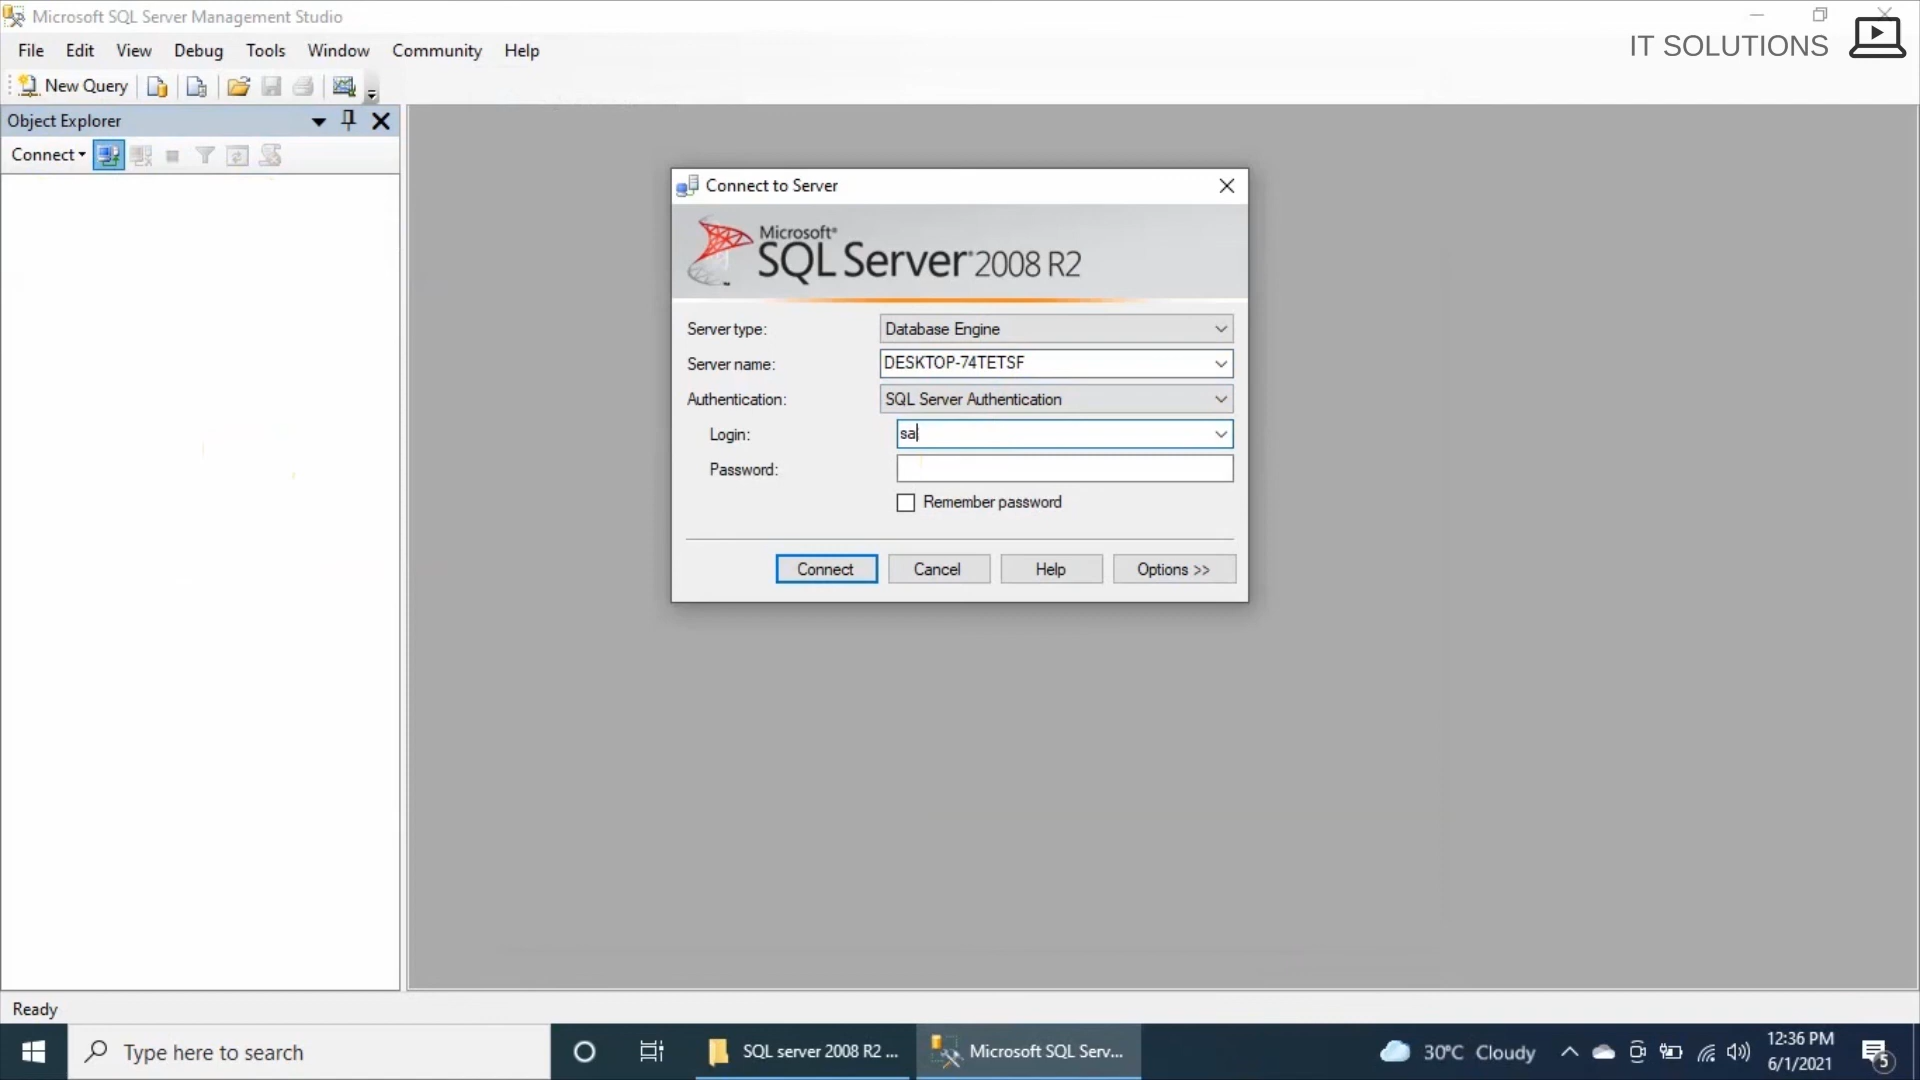 Microsoft SQL Server Management Studio
File Edit View Debug Tools Window Community Help
IT SOLUTIONS
New Query
Object Explorer
Connect
Connect to Server
Microsoft®
SQL Server® 2008 R2
Server type: Database Engine
Server name: DESKTOP-74TETSF
Authentication: SQL Server Authentication
Login: sa
Password:
Remember password
Connect Cancel Help Options >>
Ready
Type here to search
SQL server 2008 R2 ...
Microsoft SQL Serv...
30°C Cloudy
12:36 PM
6/1/2021
5